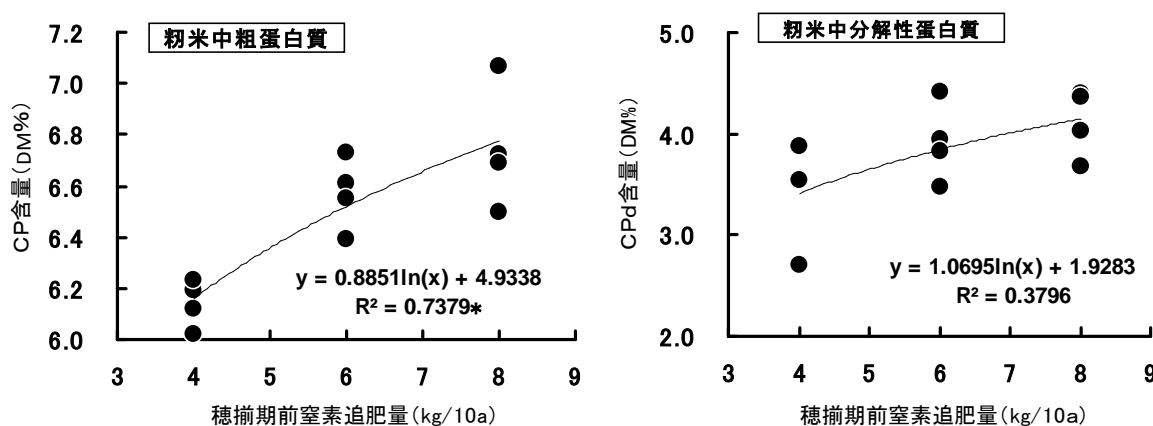 籾米中粗蛋白質
7.2
7.0
6.8
6.6
6.4
6.2
6.0
CP含量(DM%)
y = 0.8851ln(x) + 4.9338
R² = 0.7379*
3 4 5 6 7 8 9
穂揃期前窒素追肥量(kg/10a)
籾米中分解性蛋白質
5.0
4.0
3.0
2.0
CPd含量(DM%)
y = 1.0695ln(x) + 1.9283
R² = 0.3796
3 4 5 6 7 8 9
穂揃期前窒素追肥量(kg/10a)